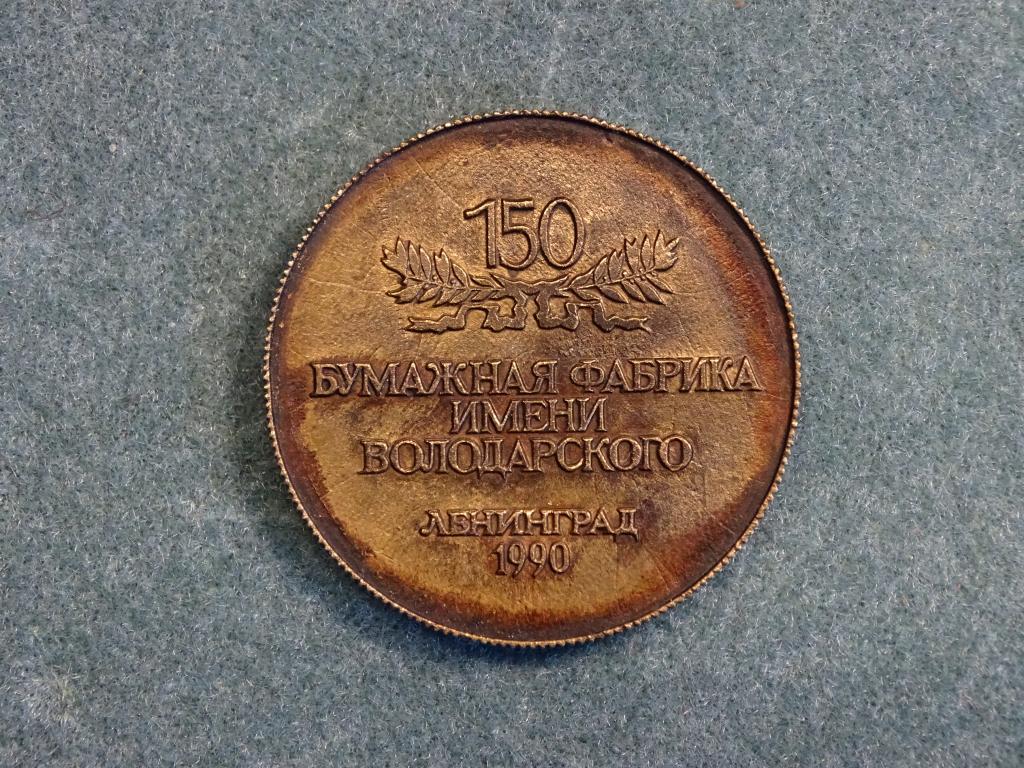 150
БУМАЖНАЯ ФАБРИКА
ИМЕНИ
ВОЛОДАРСКОГО
ЛЕНИНГРАД
1990